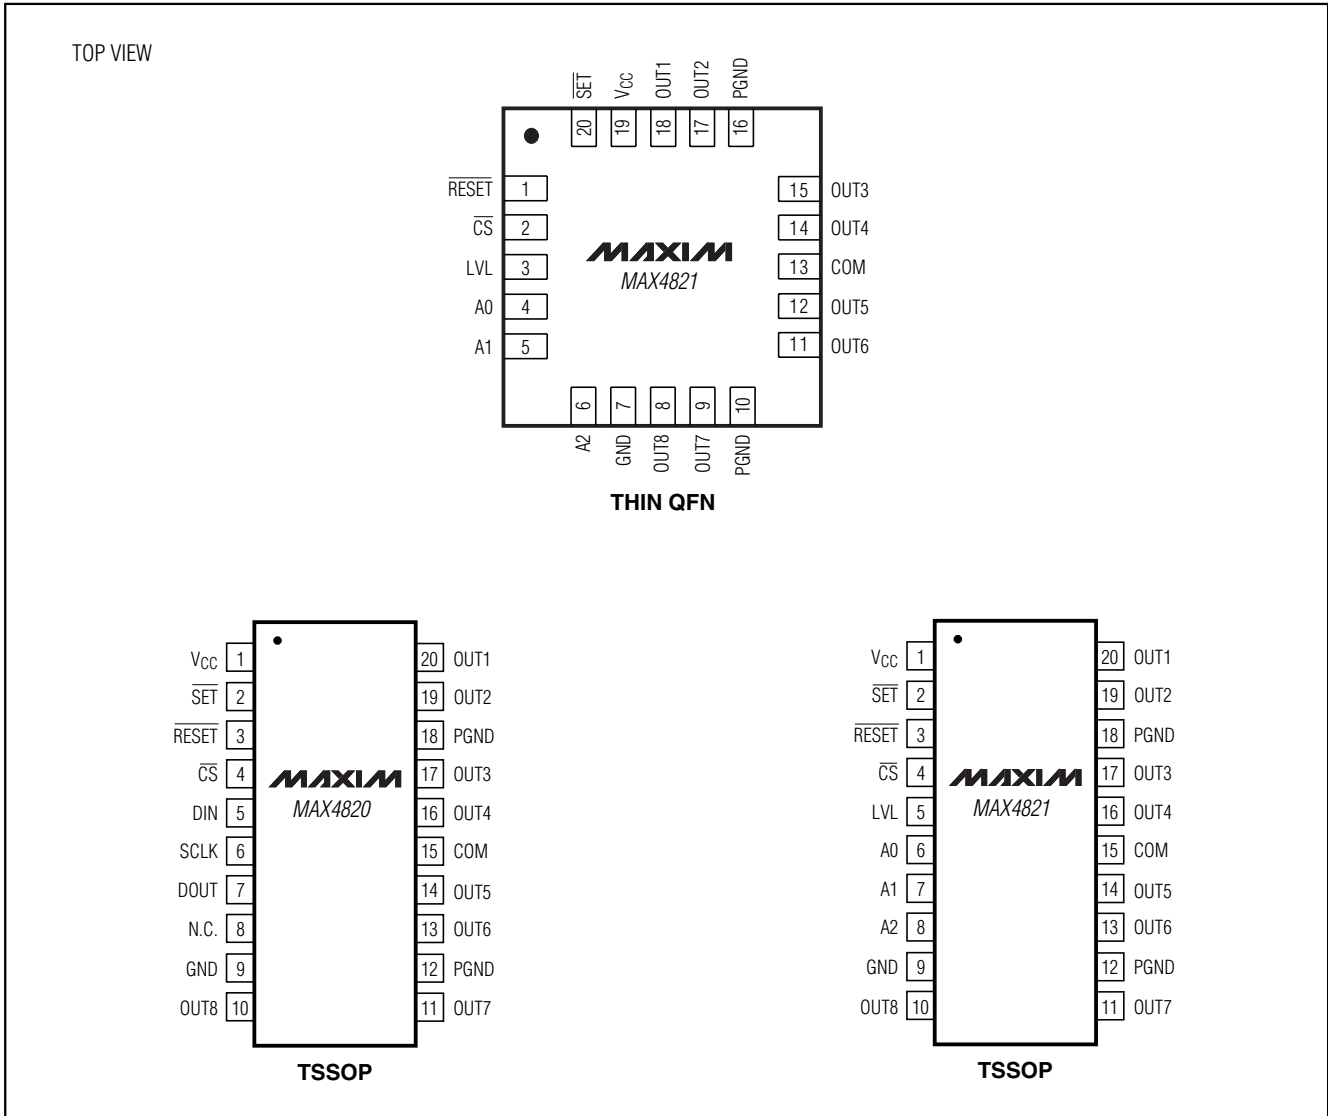 TOP VIEW
SET VCC OUT1 OUT2 PGND
20 19 18 17 16
RESET 1 15 OUT3
CS 2 14 OUT4
LVL 3 MAXIM 13 COM
MAX4821
A0 4 12 OUT5
A1 5 11 OUT6
6 7 8 9 10
A2 GND OUT8 OUT7 PGND
THIN QFN
VCC 1 20 OUT1
SET 2 19 OUT2
RESET 3 18 PGND
CS 4 MAXIM 17 OUT3
DIN 5 MAX4820 16 OUT4
SCLK 6 15 COM
DOUT 7 14 OUT5
N.C. 8 13 OUT6
GND 9 12 PGND
OUT8 10 11 OUT7
TSSOP
VCC 1 20 OUT1
SET 2 19 OUT2
RESET 3 18 PGND
CS 4 MAXIM 17 OUT3
LVL 5 MAX4821 16 OUT4
A0 6 15 COM
A1 7 14 OUT5
A2 8 13 OUT6
GND 9 12 PGND
OUT8 10 11 OUT7
TSSOP